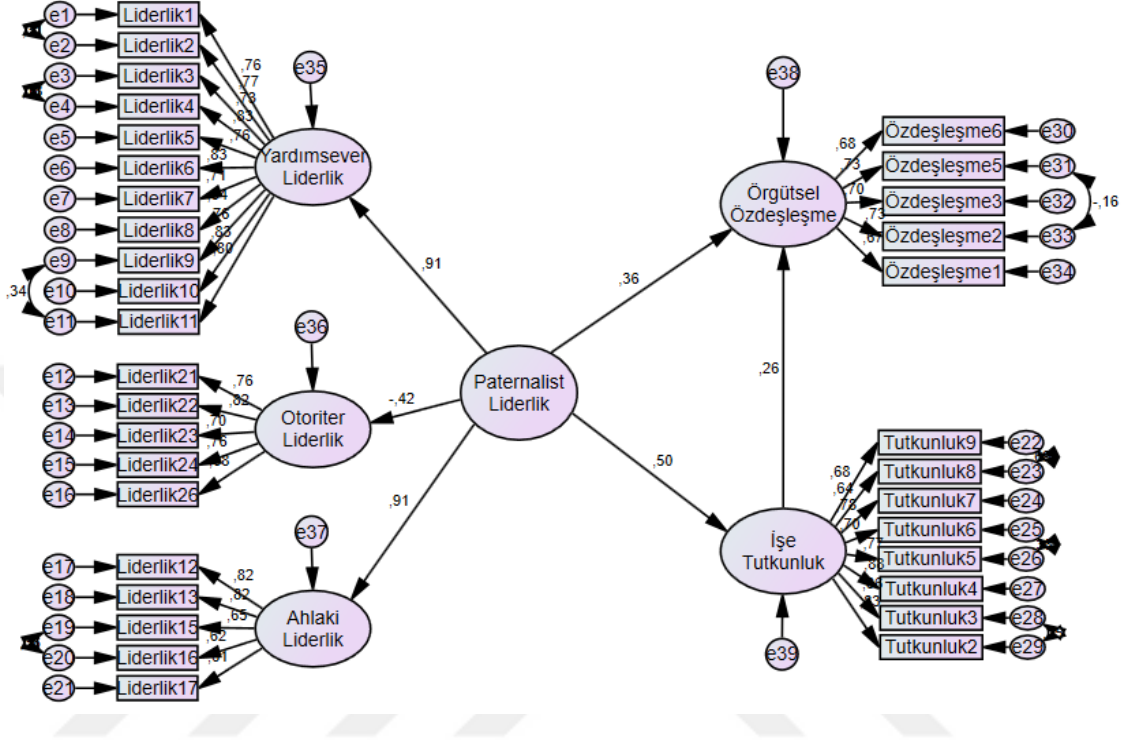 e1 Liderlik1
e2 Liderlik2
e3 Liderlik3
e4 Liderlik4
e5 Liderlik5
e6 Liderlik6
e7 Liderlik7
e8 Liderlik8
e9 Liderlik9
e10 Liderlik10
e11 Liderlik11
,34
,76
,77
,73
,83
,76
,83
,71
,76
,83
,80
e35
Yardımsever
Liderlik
,91
e12 Liderlik21
e13 Liderlik22
e14 Liderlik23
e15 Liderlik24
e16 Liderlik26
,76
,82
,70
,76
e36
Otoriter
Liderlik
-,42
e17 Liderlik12
e18 Liderlik13
e19 Liderlik15
e20 Liderlik16
e21 Liderlik17
,82
,82
,65
,62
e37
Ahlaki
Liderlik
,91
Paternalist
Liderlik
,36
,50
,26
e38
Örgütsel
Özdeşleşme
,68
,73
,70
,73
,67
Özdeşleşme6 e30
Özdeşleşme5 e31
Özdeşleşme3 e32
Özdeşleşme2 e33
Özdeşleşme1 e34
-,16
İşe
Tutkunluk
e39
,68
,64
,78
,70
,77
,83
Tutkunluk9 e22
Tutkunluk8 e23
Tutkunluk7 e24
Tutkunluk6 e25
Tutkunluk5 e26
Tutkunluk4 e27
Tutkunluk3 e28
Tutkunluk2 e29